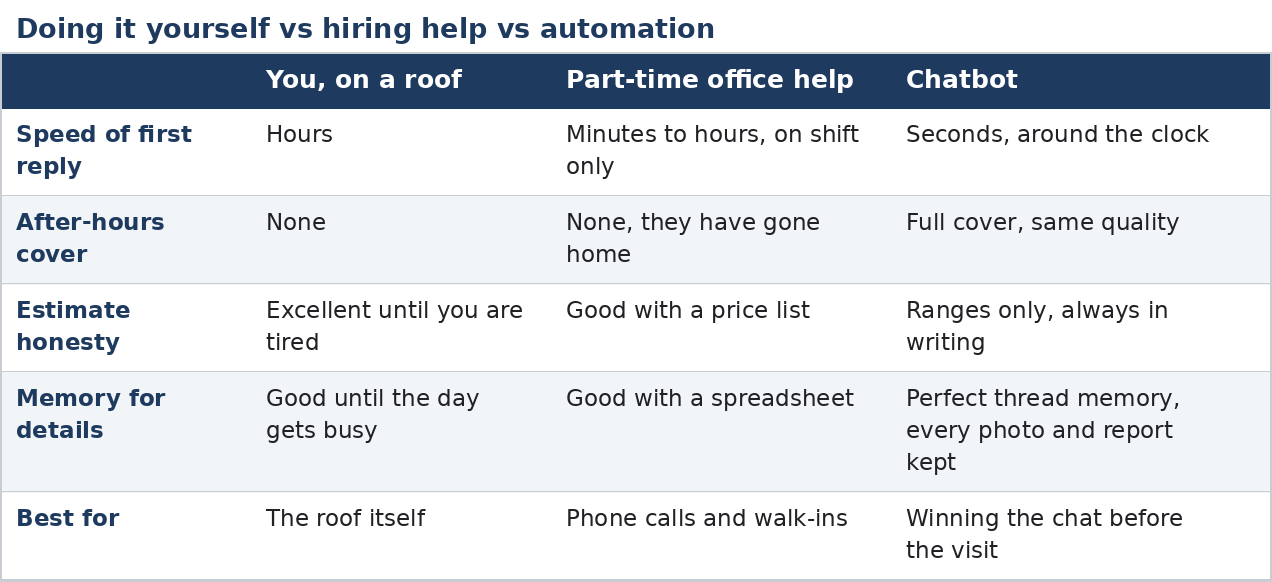 Doing it yourself vs hiring help vs automation
You, on a roof
Part-time office help
Chatbot
Speed of first
reply
Hours
Minutes to hours, on shift
only
Seconds, around the clock
After-hours
cover
None
None, they have gone
home
Full cover, same quality
Estimate
honesty
Excellent until you are
tired
Good with a price list
Ranges only, always in
writing
Memory for
details
Good until the day
gets busy
Good with a spreadsheet
Perfect thread memory,
every photo and report
kept
Best for
The roof itself
Phone calls and walk-ins
Winning the chat before
the visit